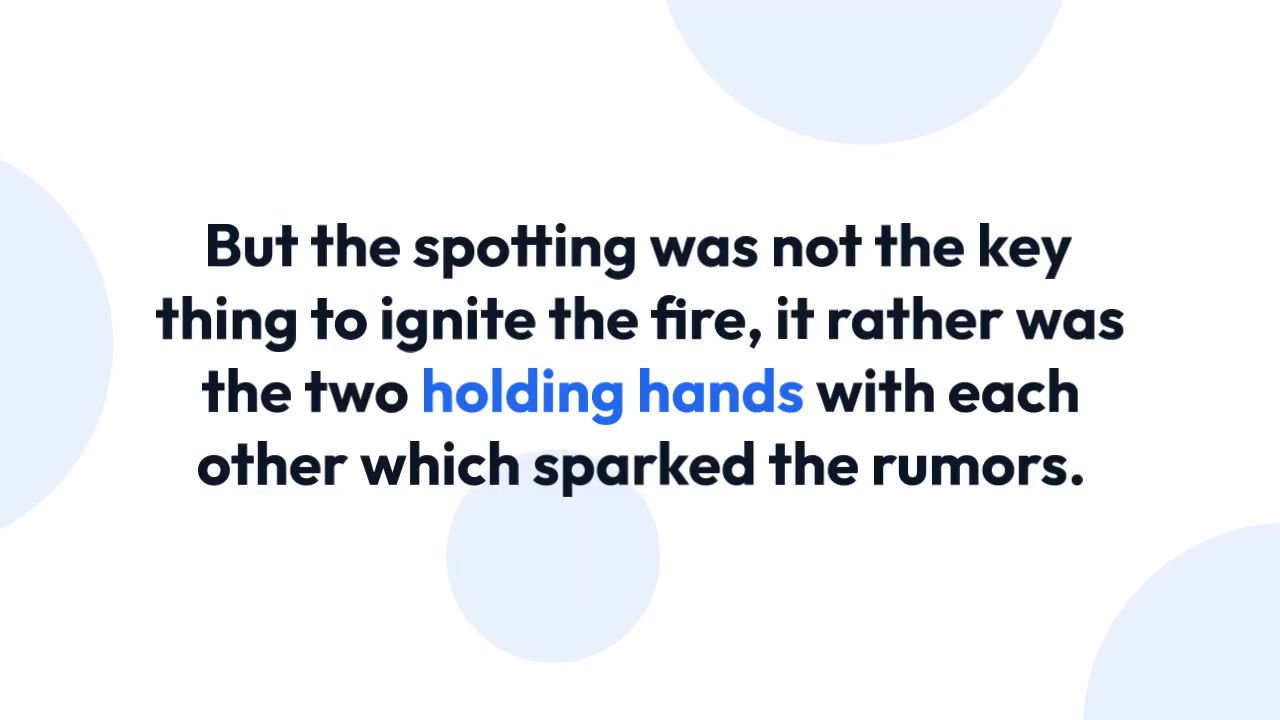 But the spotting was not the key
thing to ignite the fire, it rather was
the two holding hands with each
other which sparked the rumors.